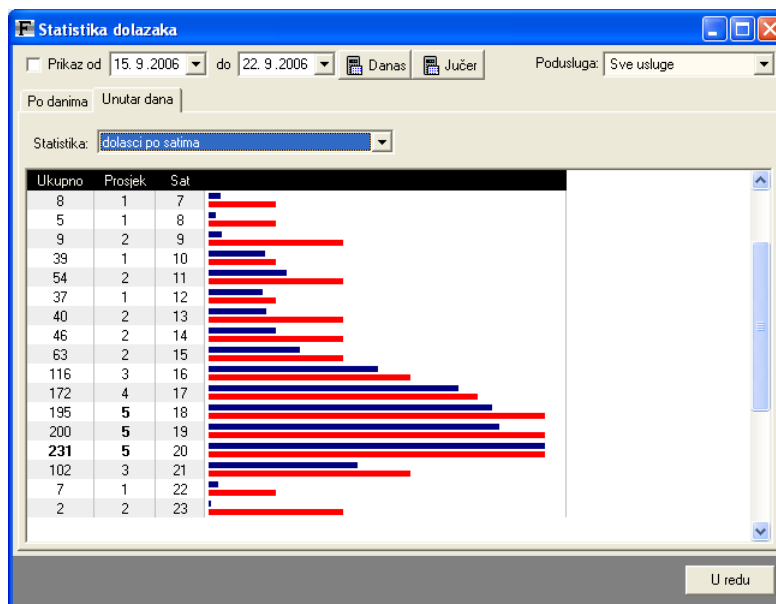 Statistika dolazaka
Prikaz od 15. 9 .2006 do 22. 9 .2006 Danas Jučer Podusluga: Sve usluge
Po danima Unutar dana
Statistika: dolasci po satima
Ukupno Prosjek Sat
8 1 7
5 1 8
9 2 9
39 1 10
54 2 11
37 1 12
40 2 13
46 2 14
63 2 15
116 3 16
172 4 17
195 5 18
200 5 19
231 5 20
102 3 21
7 1 22
2 2 23
U redu